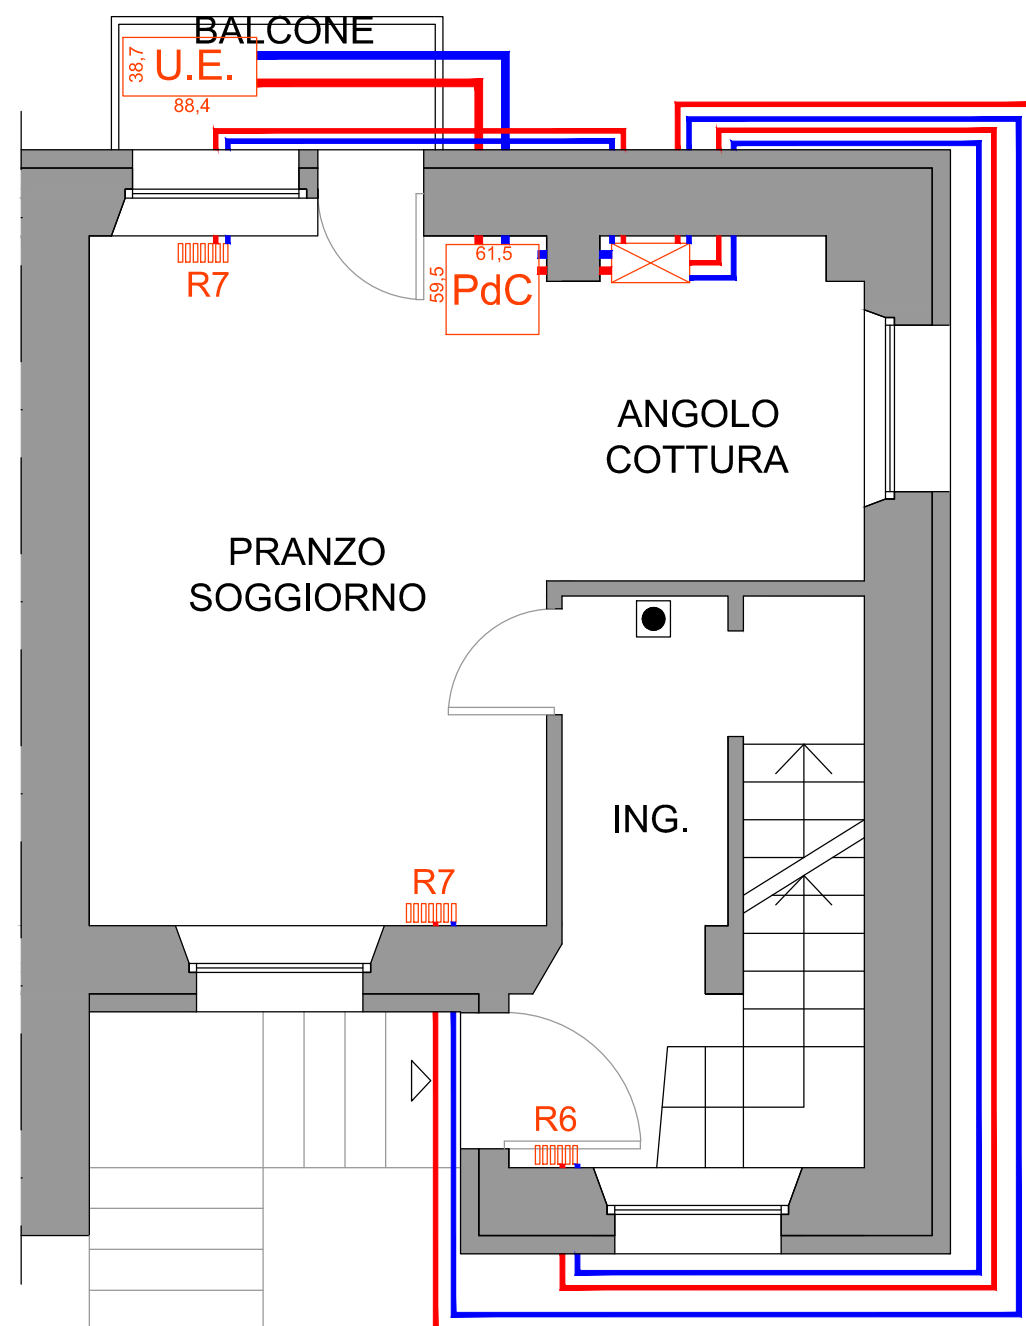 BALCONE
38,7
U.E.
88,4
R7
61,5
59,5
PdC
ANGOLO
COTTURA
PRANZO
SOGGIORNO
ING.
R7
R6